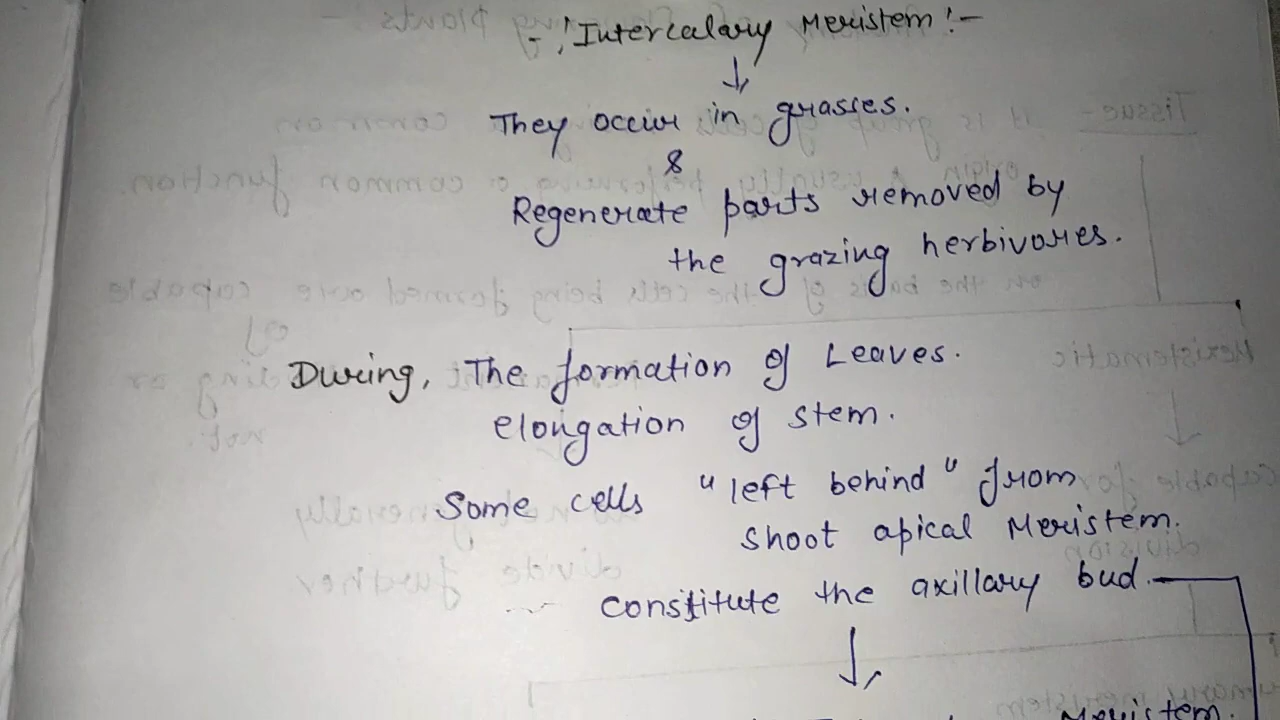 -! Intercalary Meristem !-
They occur in grasses.
&
Regenerate parts removed by
the grazing herbivores.
During, The formation of Leaves.
elongation of stem.
Some cells "left behind" from
shoot apical Meristem.
constitute the axillary bud.
Meristem.